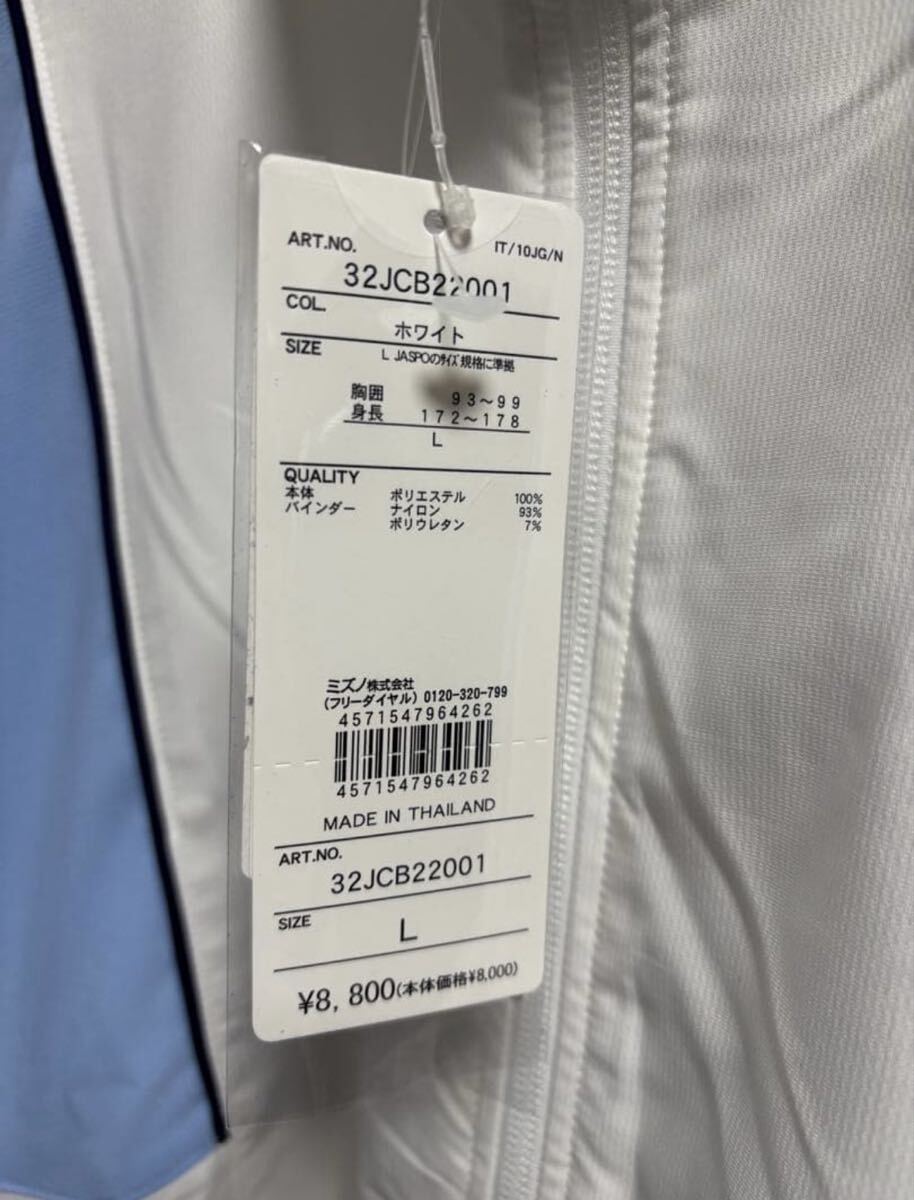 ART.NO.
IT/10JG/N
32JCB22001
COL.
ホワイト
SIZE
L JASPOのサイズ規格に準拠
胸囲 93～99
身長 172～178
L
QUALITY
本体 ポリエステル 100%
バインダー ナイロン 93%
ポリウレタン 7%
ミズノ株式会社
(フリーダイヤル) 0120-320-799
4571547964262
4571547964262
MADE IN THAILAND
ART.NO.
32JCB22001
SIZE
L
¥8,800(本体価格¥8,000)